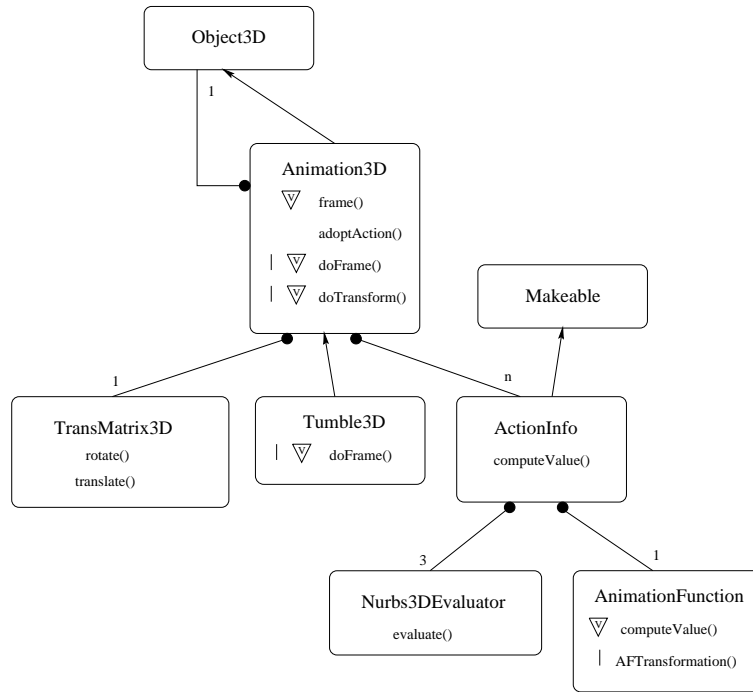 Object3D
1
Animation3D
V frame()
adoptAction()
| V doFrame()
| V doTransform()
Makeable
1
n
TransMatrix3D
rotate()
translate()
Tumble3D
| V doFrame()
ActionInfo
computeValue()
3
1
Nurbs3DEvaluator
evaluate()
AnimationFunction
V computeValue()
| AFTransformation()